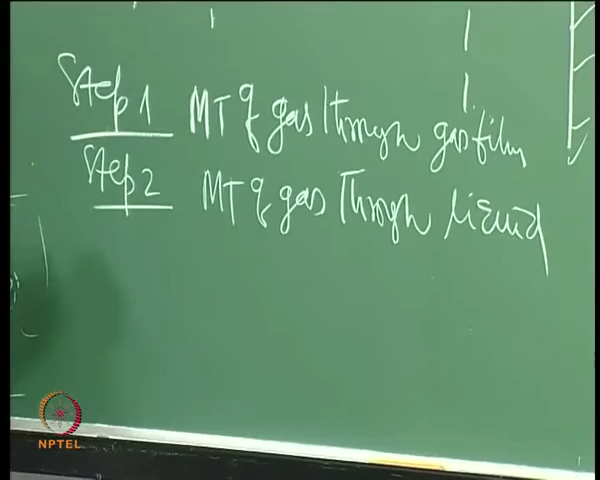 Step 1 MT of gas through gas film
Step 2 MT of gas Through liquid
NPTEL